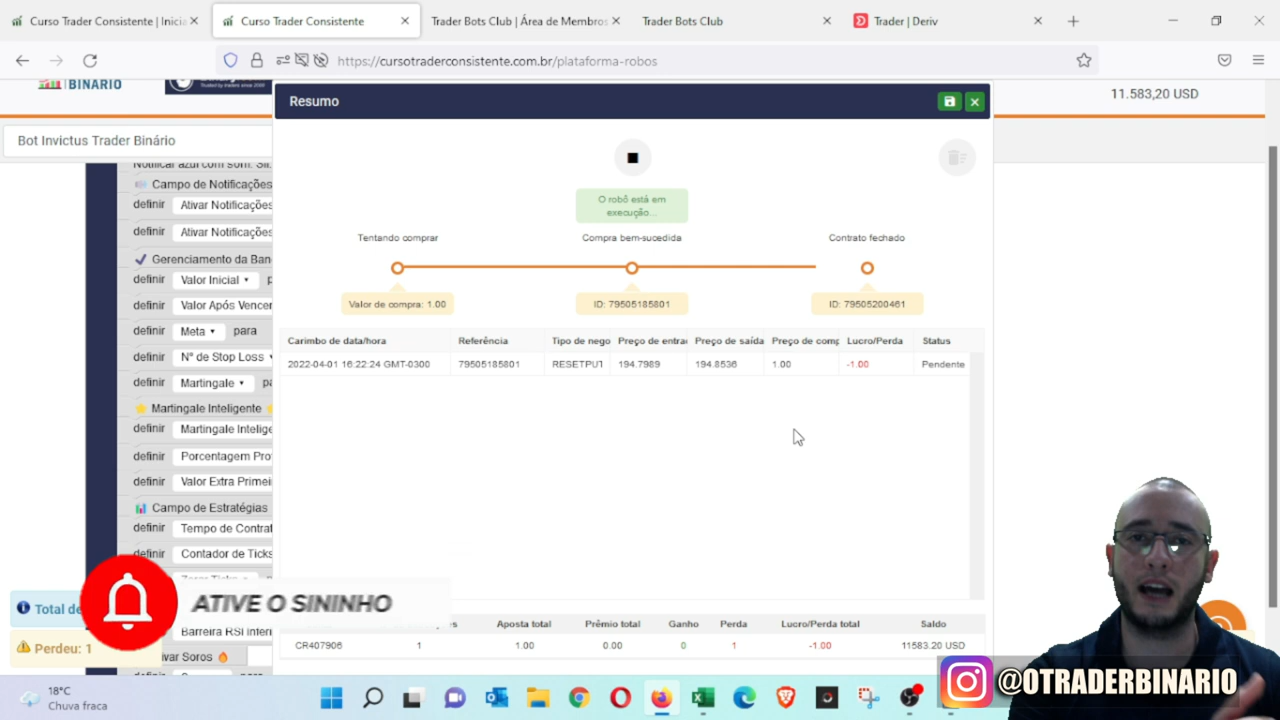 Curso Trader Consistente | Inicia
Curso Trader Consistente
Trader Bots Club | Área de Membros
Trader Bots Club
Trader | Deriv
https://cursotraderconsistente.com.br/plataforma-robos
BINÁRIO
Resumo
11.583,20 USD
Bot Invictus Trader Binário
Notificar azul com som. Sil.
Campo de Notificações
definir Ativar Notificações
definir Ativar Notificações
Gerenciamento da Ban
definir Valor Inicial
definir Valor Após Vencer
definir Meta para
definir Nº de Stop Loss
definir Martingale
Martingale Inteligente
definir Martingale Intelige
definir Porcentagem Pro
definir Valor Extra Primei
Campo de Estratégias
definir Tempo de Contrat
definir Contador de Ticks
Barreira RSI Inferi
Soros
O robô está em
execução...
Tentando comprar
Compra bem-sucedida
Contrato fechado
Valor de compra: 1.00
ID: 79505185801
ID: 79505200461
Carimbo de data/hora Referência Tipo de nego Preço de entra Preço de saída Preço de comp Lucro/Perda Status
2022-04-01 16:22:24 GMT-0300 79505185801 RESETPUT 194.7989 194.8536 1.00 -1.00 Pendente
ATIVE O SININHO
Total de
Perdeu: 1
Aposta total Prêmio total Ganho Perda Lucro/Perda total Saldo
CR407906 1 1.00 0.00 0 1 -1.00 11583.20 USD
@OTRADERBINARIO
18°C
Chuva fraca